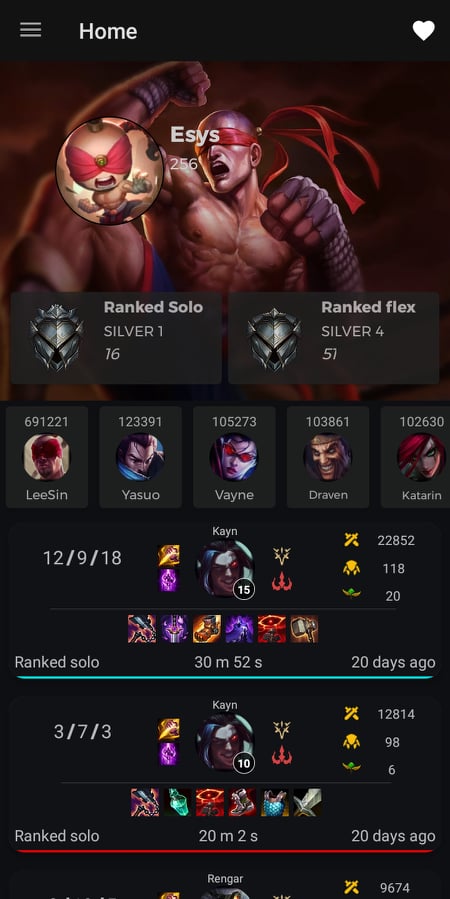 Home
Esys
256
Ranked Solo
SILVER 1
16
Ranked flex
SILVER 4
51
691221
LeeSin
123391
Yasuo
105273
Vayne
103861
Draven
102630
Katarin
Kayn
12/9/18
15
22852
118
20
Ranked solo
30 m 52 s
20 days ago
Kayn
3/7/3
10
12814
98
6
Ranked solo
20 m 2 s
20 days ago
Rengar
9674